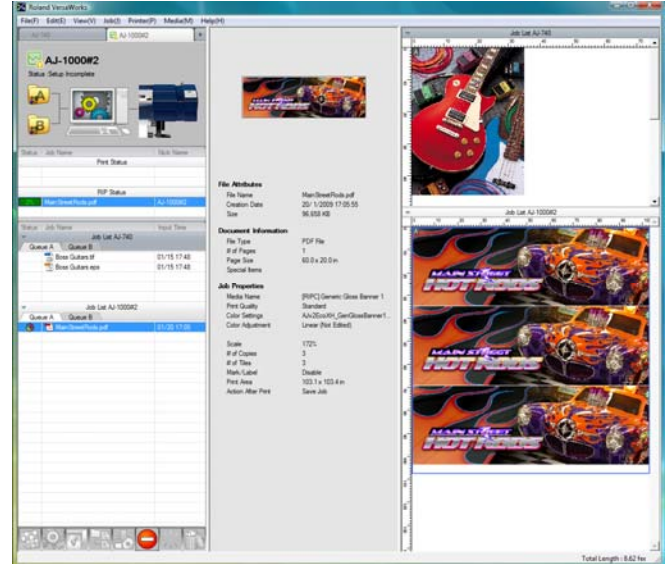 Roland VersaWorks
File(F) Edit(E) View(V) Job(J) Printer(P) Media(M) Help(H)
AJ-740
AJ-1000#2
AJ-1000#2
Status :Setup Incomplete
A
B
Status Job Name Nick Name
Print Status
RIP Status
MainStreetRods.pdf AJ-1000#2
Status Job Name Input Time
Job List AJ-740
Queue A Queue B
Boss Guitars.tif 01/15 17:48
Boss Guitars.eps 01/15 17:48
Job List AJ-1000#2
Queue A Queue B
MainStreetRods.pdf 01/20 17:05
MAIN STREET
HOT RODS
File Attributes
File Name MainStreetRods.pdf
Creation Date 20/ 1/2009 17:05:55
Size 96,658 KB
Document Information
File Type PDF File
# of Pages 1
Page Size 60.0 x 20.0 in
Special Items
Job Properties
Media Name [RIPC] Generic Gloss Banner 1
Print Quality Standard
Color Settings
Color Adjustment Linear (Not Edited)
Scale 172%
# of Copies 3
# of Tiles 3
Mark/Label Disable
Print Area 103.1 x 103.4 in
Action After Print Save Job
Job List AJ-740
Job List AJ-1000#2
MAIN STREET
HOT RODS
MAIN STREET
HOT RODS
MAIN STREET
HOT RODS
Total Length : 8.62 fee